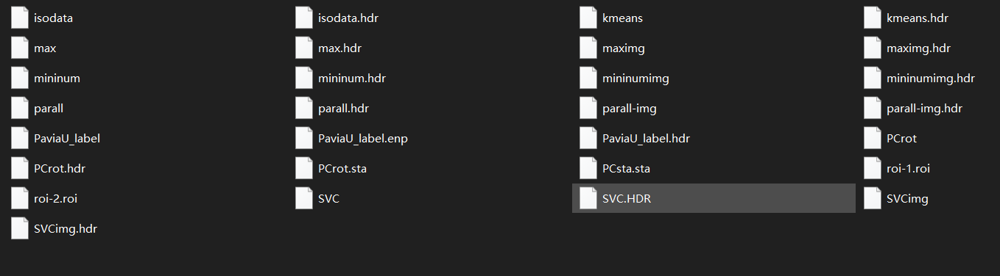 isodata
isodata.hdr
kmeans
kmeans.hdr
max
max.hdr
maximg
maximg.hdr
mininum
mininum.hdr
mininumimg
mininumimg.hdr
parall
parall.hdr
parall-img
parall-img.hdr
PaviaU_label
PaviaU_label.enp
PaviaU_label.hdr
PCrot
PCrot.hdr
PCrot.sta
PCsta.sta
roi-1.roi
roi-2.roi
SVC
SVC.HDR
SVCimg
SVCimg.hdr